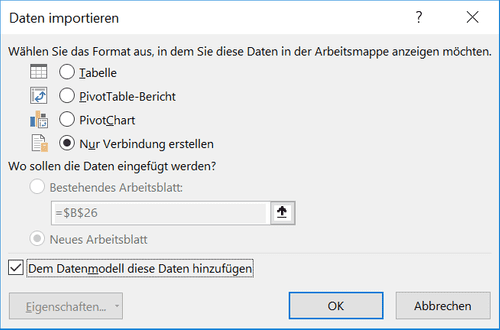 Daten importieren
Wählen Sie das Format aus, in dem Sie diese Daten in der Arbeitsmappe anzeigen möchten.
Tabelle
PivotTable-Bericht
PivotChart
Nur Verbindung erstellen
Wo sollen die Daten eingefügt werden?
Bestehendes Arbeitsblatt:
=$B$26
Neues Arbeitsblatt
Dem Datenmodell diese Daten hinzufügen
Eigenschaften... OK Abbrechen